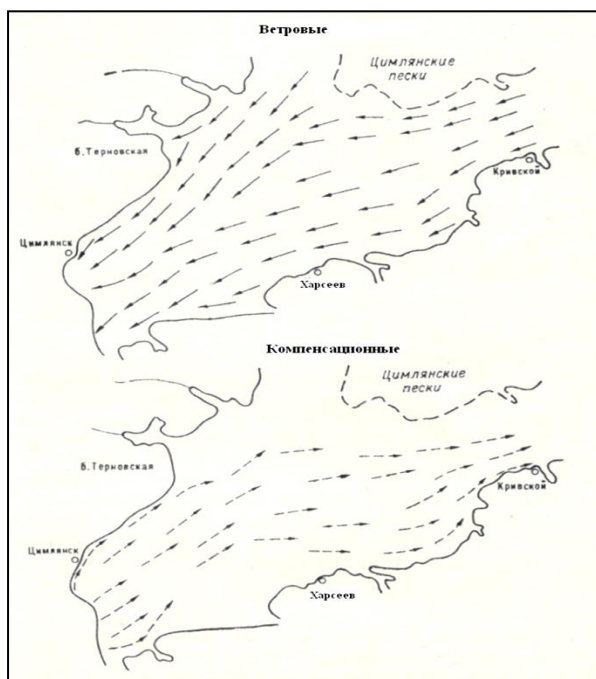 Ветровые
Цимлянские
пески
б. Терновская
Кривской
Цимлянск
Харсеев
Компенсационные
Цимлянские
пески
б. Терновская
Кривской
Цимлянск
Харсеев